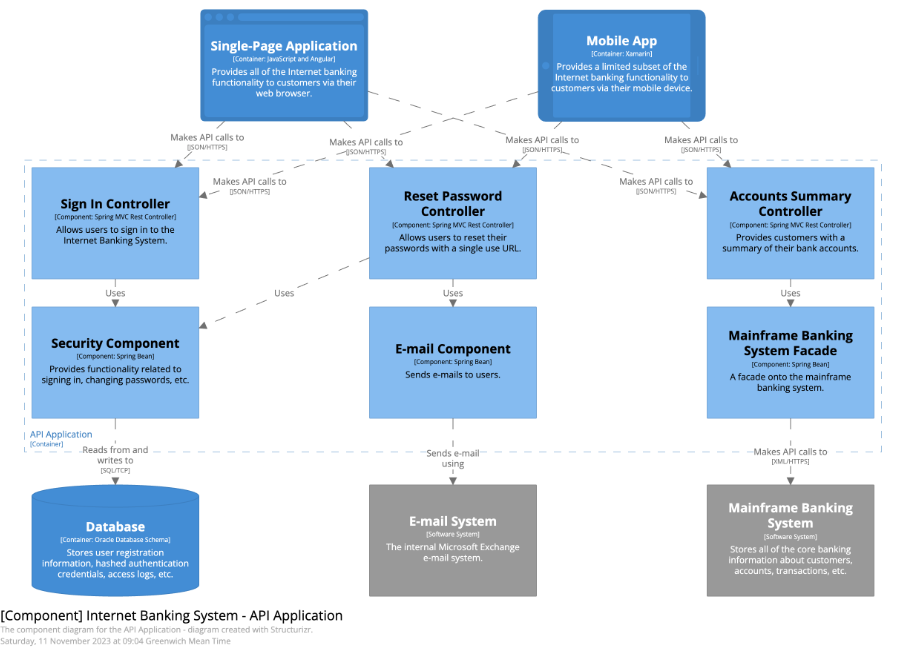 Single-Page Application
[Container: JavaScript and Angular]
Provides all of the Internet banking
functionality to customers via their
web browser.
Mobile App
[Container: Xamarin]
Provides a limited subset of the
Internet banking functionality to
customers via their mobile device.
Makes API calls to
[JSON/HTTPS]
Makes API calls to
[JSON/HTTPS]
Makes API calls to
[JSON/HTTPS]
Makes API calls to
[JSON/HTTPS]
Makes API calls to
[JSON/HTTPS]
Makes API calls to
[JSON/HTTPS]
Sign In Controller
[Component: Spring MVC Rest Controller]
Allows users to sign in to the
Internet Banking System.
Reset Password
Controller
[Component: Spring MVC Rest Controller]
Allows users to reset their
passwords with a single use URL.
Accounts Summary
Controller
[Component: Spring MVC Rest Controller]
Provides customers with a
summary of their bank accounts.
Uses
Uses
Uses
Uses
Security Component
[Component: Spring Bean]
Provides functionality related to
signing in, changing passwords, etc.
E-mail Component
[Component: Spring Bean]
Sends e-mails to users.
Mainframe Banking
System Facade
[Component: Spring Bean]
A facade onto the mainframe
banking system.
API Application
[Container]
Reads from and
writes to
[SQL/TCP]
Sends e-mail
using
Makes API calls to
[XML/HTTPS]
Database
[Container: Oracle Database Schema]
Stores user registration
information, hashed authentication
credentials, access logs, etc.
E-mail System
[Software System]
The internal Microsoft Exchange
e-mail system.
Mainframe Banking
System
[Software System]
Stores all of the core banking
information about customers,
accounts, transactions, etc.
[Component] Internet Banking System - API Application
The component diagram for the API Application - diagram created with Structurizr.
Saturday, 11 November 2023 at 09:04 Greenwich Mean Time